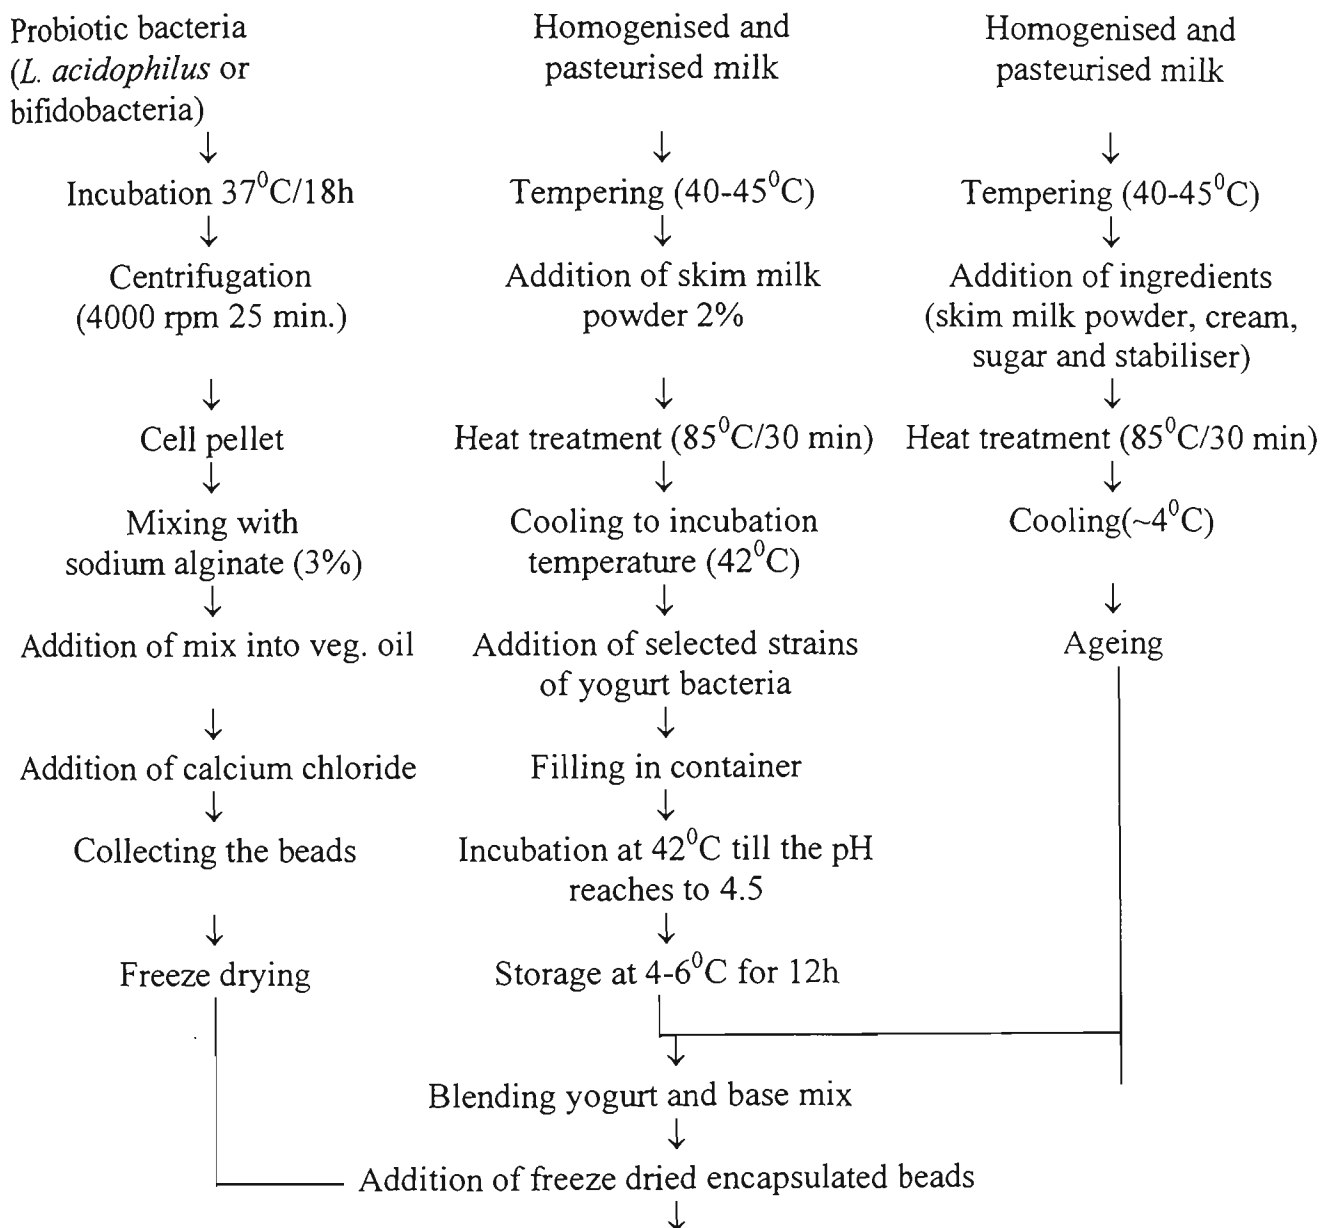 Probiotic bacteria
(L. acidophilus or
bifidobacteria)
↓
Incubation 37⁰C/18h
↓
Centrifugation
(4000 rpm 25 min.)
↓
Cell pellet
↓
Mixing with
sodium alginate (3%)
↓
Addition of mix into veg. oil
↓
Addition of calcium chloride
↓
Collecting the beads
↓
Freeze drying
Homogenised and
pasteurised milk
↓
Tempering (40-45⁰C)
↓
Addition of skim milk
powder 2%
↓
Heat treatment (85⁰C/30 min)
↓
Cooling to incubation
temperature (42⁰C)
↓
Addition of selected strains
of yogurt bacteria
↓
Filling in container
↓
Incubation at 42⁰C till the pH
reaches to 4.5
↓
Storage at 4-6⁰C for 12h
Homogenised and
pasteurised milk
↓
Tempering (40-45⁰C)
↓
Addition of ingredients
(skim milk powder, cream,
sugar and stabiliser)
↓
Heat treatment (85⁰C/30 min)
↓
Cooling(~4⁰C)
↓
Ageing
↓
Blending yogurt and base mix
↓
Addition of freeze dried encapsulated beads
↓